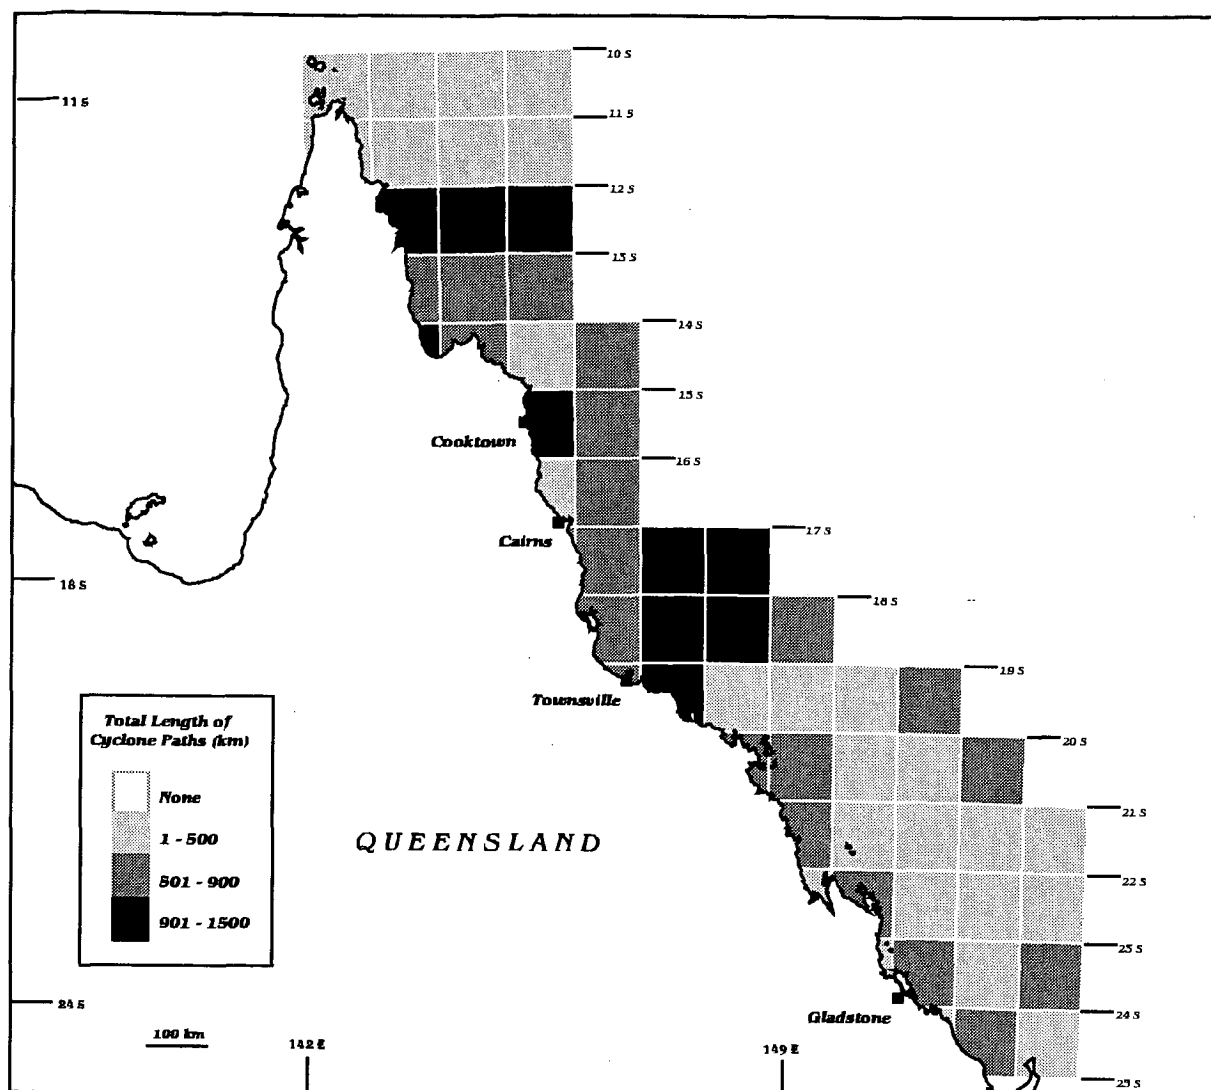 10 S
11 S
11 S
12 S
13 S
14 S
15 S
Cooktown
16 S
Cairns
17 S
18 S
18 S
19 S
Townsville
Total Length of
Cyclone Paths (km)
20 S
None
1 - 500
21 S
QUEENSLAND
501 - 900
22 S
901 - 1500
23 S
24 S
Gladstone
24 S
100 km
142 E
149 E
25 S